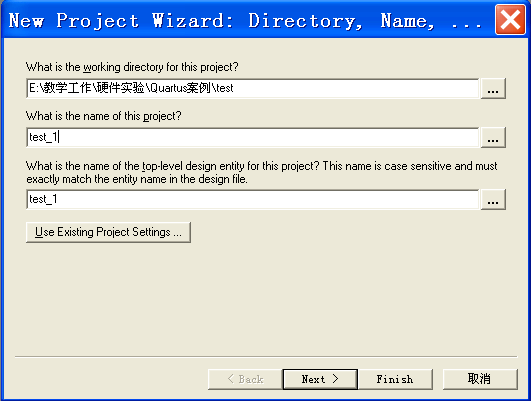 New Project Wizard: Directory, Name, ...
What is the working directory for this project?
E:\教学工作\硬件实验\Quartus案例\test
...
What is the name of this project?
test_1
...
What is the name of the top-level design entity for this project? This name is case sensitive and must
exactly match the entity name in the design file.
test_1
...
Use Existing Project Settings ...
< Back
Next >
Finish
取消